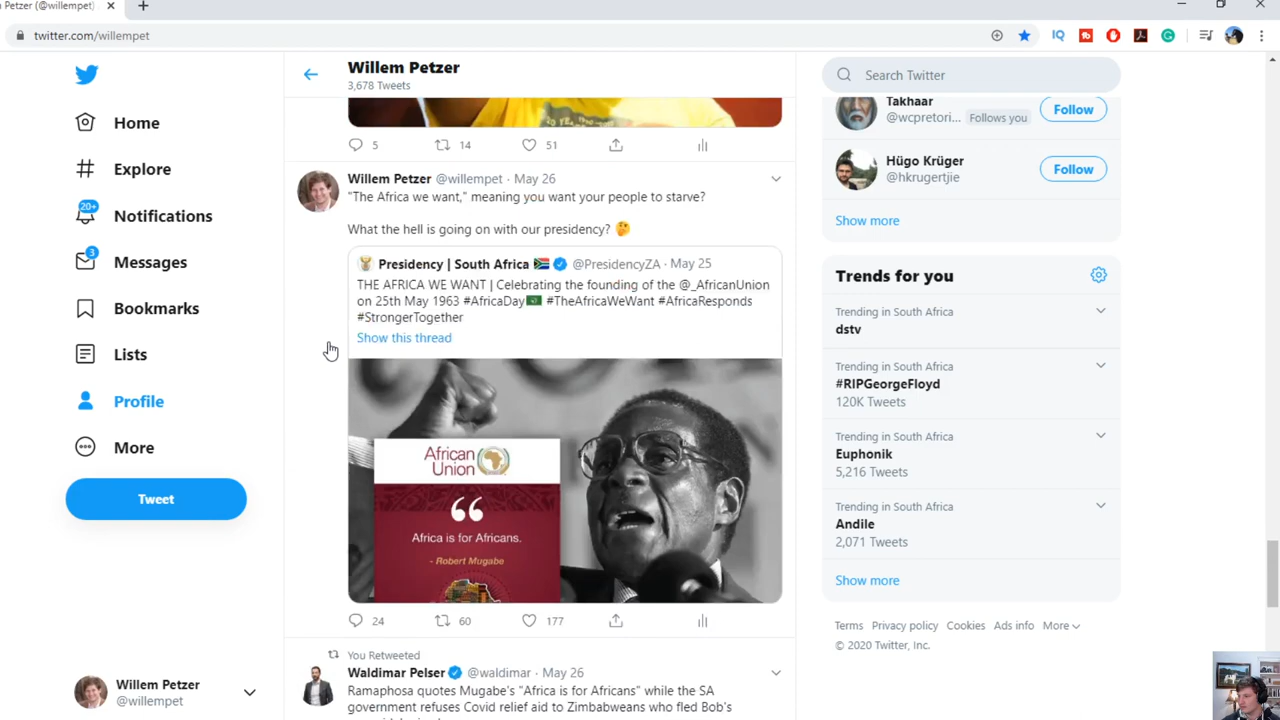 n Petzer (@willempet)
twitter.com/willempet
Home
Explore
20+
Notifications
3
Messages
Bookmarks
Lists
Profile
More
Tweet
Willem Petzer
@willempet
Willem Petzer
3,678 Tweets
5 14 51
Willem Petzer @willempet · May 26
"The Africa we want," meaning you want your people to starve?
What the hell is going on with our presidency?
Presidency | South Africa @PresidencyZA · May 25
THE AFRICA WE WANT | Celebrating the founding of the @_AfricanUnion
on 25th May 1963 #AfricaDay #TheAfricaWeWant #AfricaResponds
#StrongerTogether
Show this thread
African
Union
Africa is for Africans.
- Robert Mugabe
24 60 177
You Retweeted
Waldimar Pelser @waldimar · May 26
Ramaphosa quotes Mugabe's "Africa is for Africans" while the SA
government refuses Covid relief aid to Zimbabweans who fled Bob's
Search Twitter
Takhaar
@wcpretori... Follows you
Follow
Hügo Krüger
@hkrugertjie
Follow
Show more
Trends for you
Trending in South Africa
dstv
Trending in South Africa
#RIPGeorgeFloyd
120K Tweets
Trending in South Africa
Euphonik
5,216 Tweets
Trending in South Africa
Andile
2,071 Tweets
Show more
Terms Privacy policy Cookies Ads info More
© 2020 Twitter, Inc.